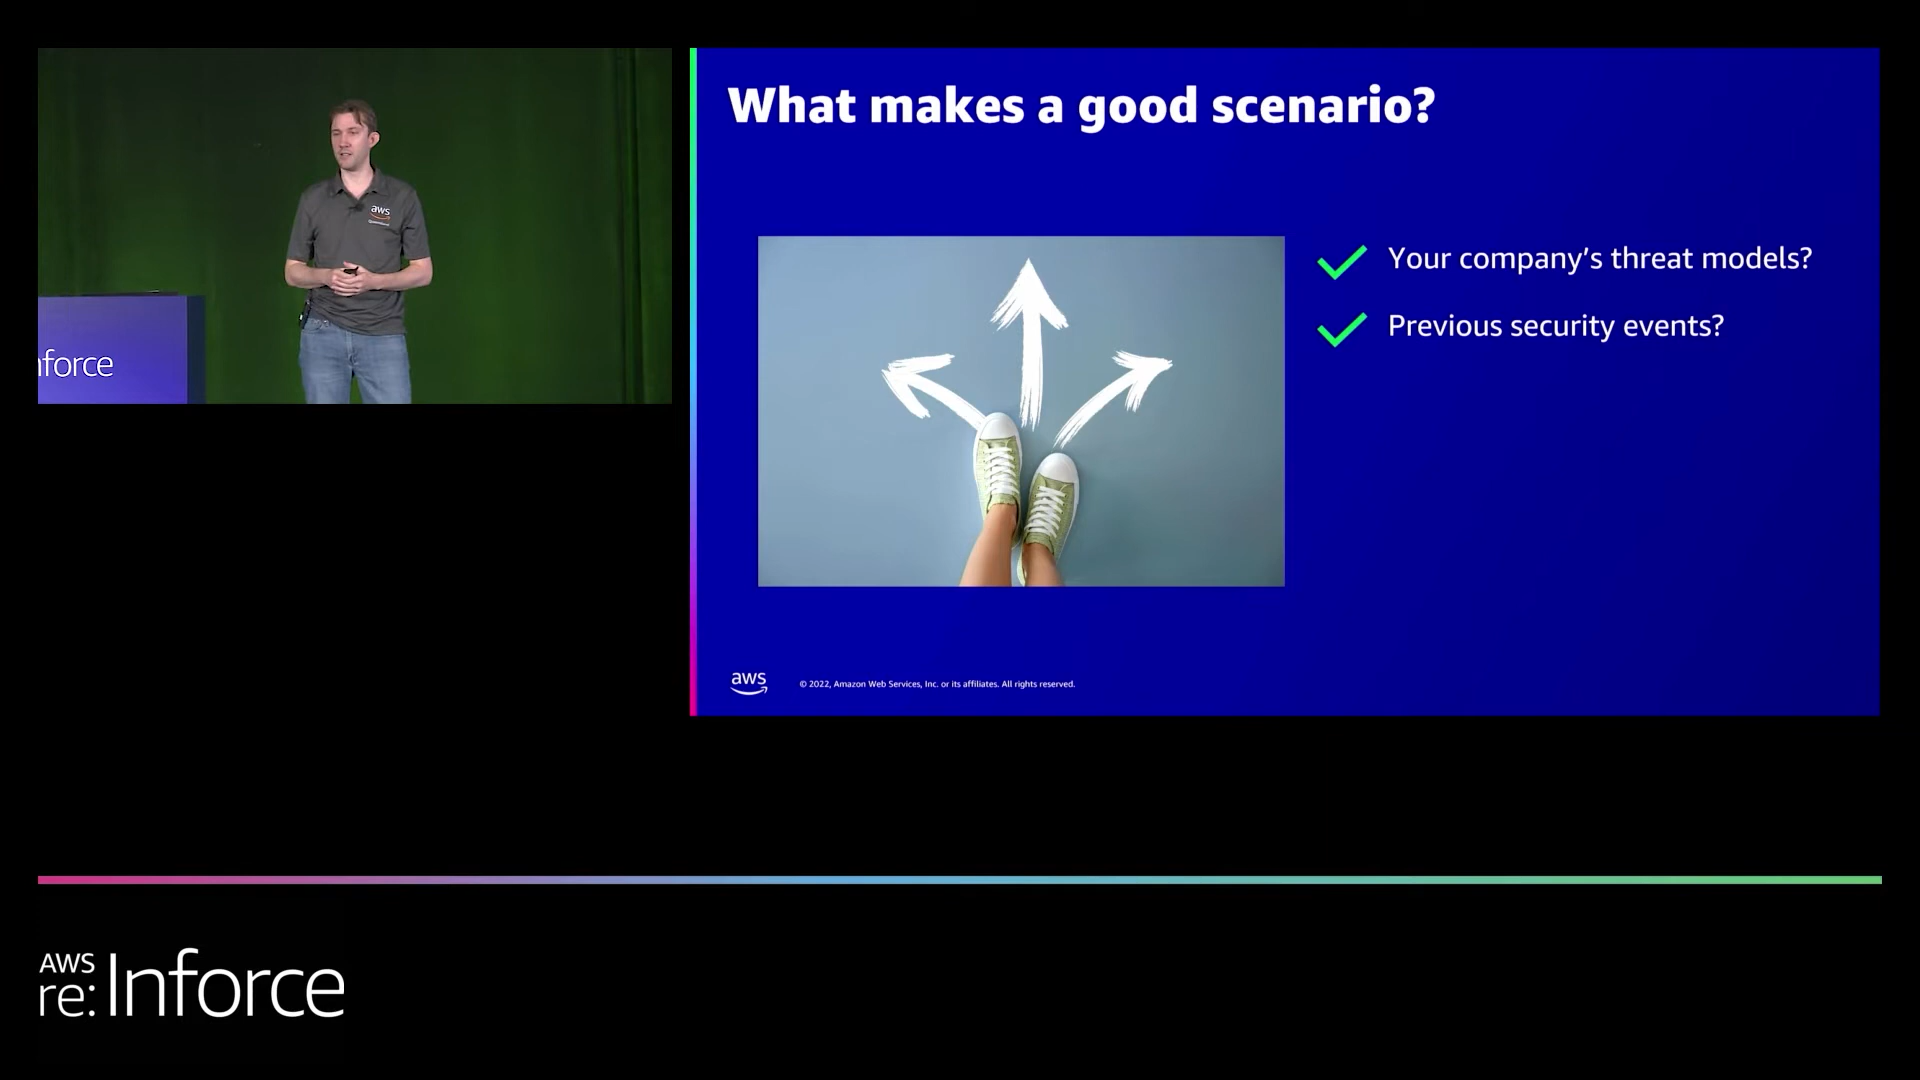 aws
nforce
What makes a good scenario?
Your company's threat models?
Previous security events?
aws
© 2022, Amazon Web Services, Inc. or its affiliates. All rights reserved.
AWS
re:Inforce